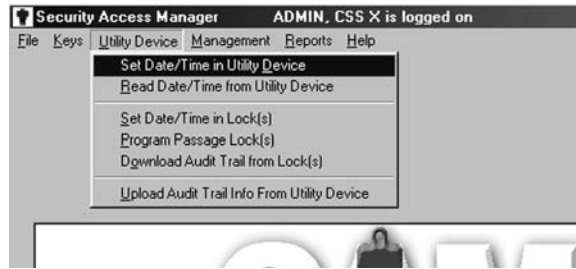 Security Access Manager ADMIN, CSS X is logged on
File Keys Utility Device Management Reports Help
Set Date/Time in Utility Device
Read Date/Time from Utility Device
Set Date/Time in Lock(s)
Program Passage Lock(s)
Download Audit Trail from Lock(s)
Upload Audit Trail Info From Utility Device